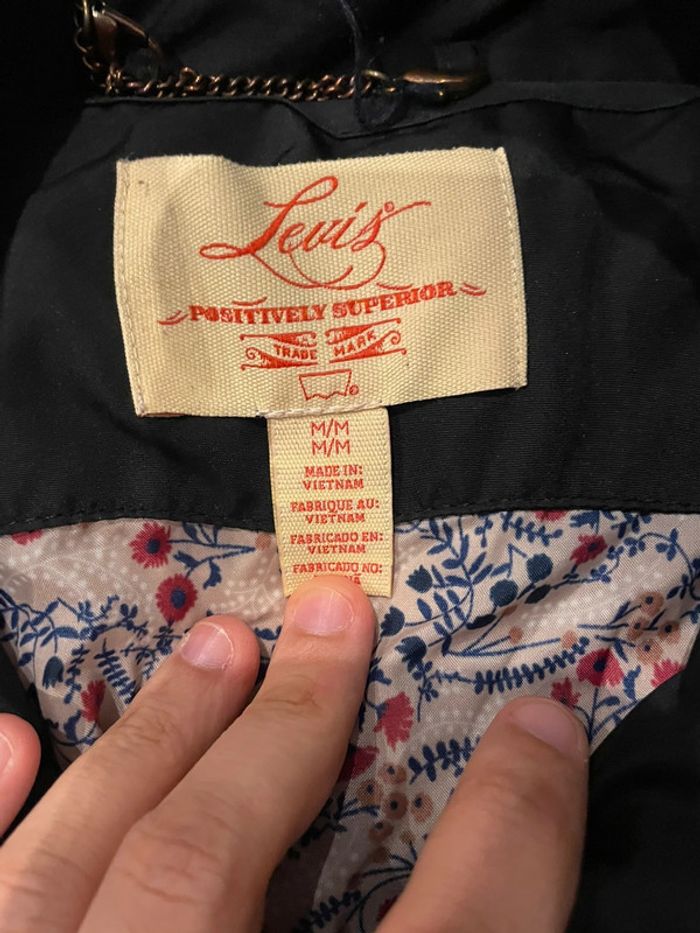 Levi's®
POSITIVELY SUPERIOR
TRADE MARK
M/M
M/M
MADE IN:
VIETNAM
FABRIQUE AU:
VIETNAM
FABRICADO EN:
VIETNAM
FABRICADO NO: